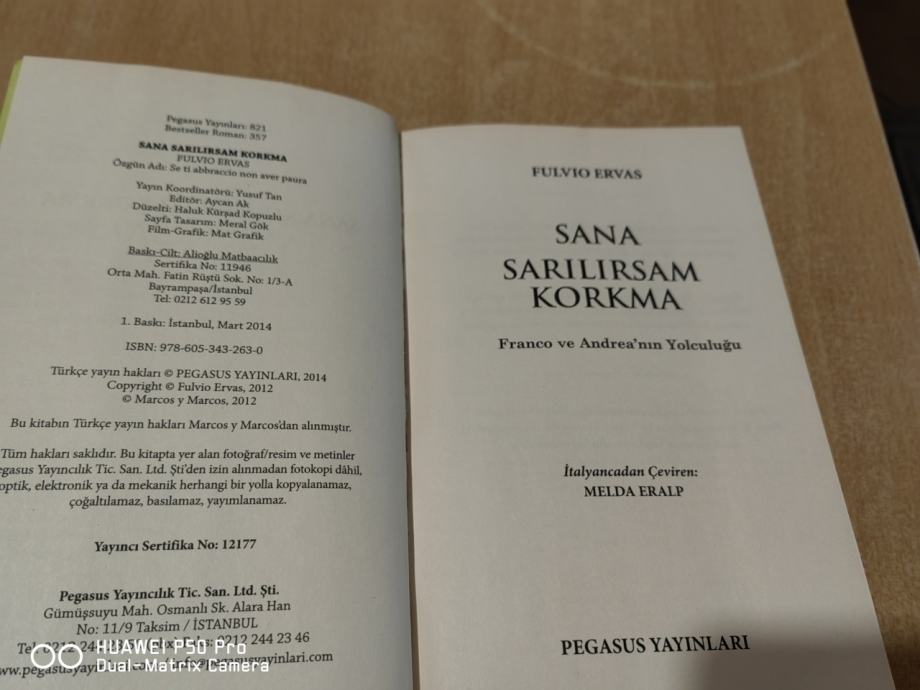 Pegasus Yayınları: 821
Bestseller Roman: 357
SANA SARILIRSAM KORKMA
FULVIO ERVAS
Özgün Adı: Se ti abbraccio non aver paura
Yayın Koordinatörü: Yusuf Tan
Editör: Aycan Ak
Düzelti: Haluk Kürşad Kopuzlu
Sayfa Tasarım: Meral Gök
Film-Grafik: Mat Grafik
Baskı-Cilt: Alioğlu Matbaacılık
Sertifika No: 11946
Orta Mah. Fatin Rüştü Sok. No: 1/3-A
Bayrampaşa/İstanbul
Tel: 0212 612 95 59
1. Baskı: İstanbul, Mart 2014
ISBN: 978-605-343-263-0
Türkçe yayın hakları © PEGASUS YAYINLARI, 2014
Copyright © Fulvio Ervas, 2012
© Marcos y Marcos, 2012
Bu kitabın Türkçe yayın hakları Marcos y Marcos'dan alınmıştır.
Tüm hakları saklıdır. Bu kitapta yer alan fotoğraf/resim ve metinler
egasus Yayıncılık Tic. San. Ltd. Şti'den izin alınmadan fotokopi dâhil,
optik, elektronik ya da mekanik herhangi bir yolla kopyalanamaz,
çoğaltılamaz, basılamaz, yayımlanamaz.
Yayıncı Sertifika No: 12177
Pegasus Yayıncılık Tic. San. Ltd. Şti.
Gümüşsuyu Mah. Osmanlı Sk. Alara Han
No: 11/9 Taksim / İSTANBUL
Tel: 0212 244 23 46
www.pegasusyayinlari.com
FULVIO ERVAS
SANA
SARILIRSAM
KORKMA
Franco ve Andrea'nın Yolculuğu
İtalyancadan Çeviren:
MELDA ERALP
PEGASUS YAYINLARI
HUAWEI P50 Pro
Dual-Matrix Camera